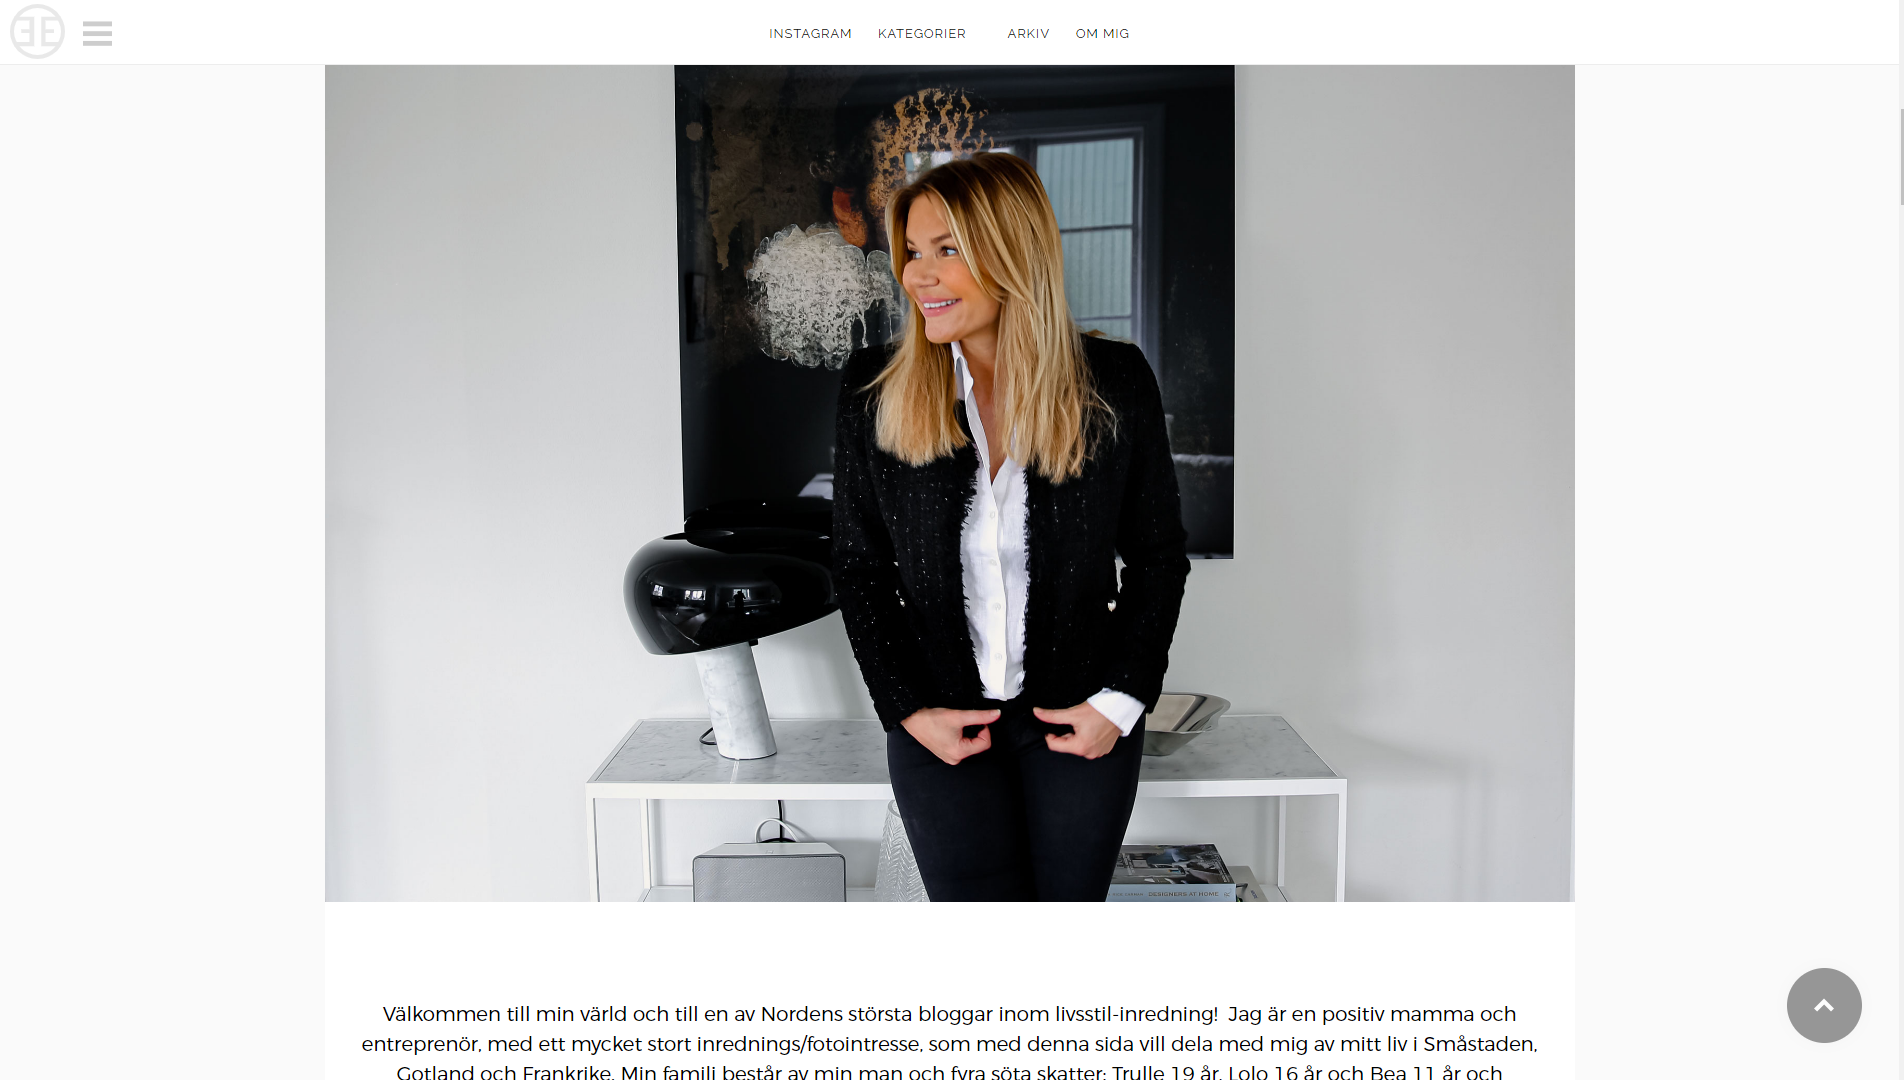 INSTAGRAM KATEGORIER ARKIV OM MIG
DESIGNERS AT HOME
Välkommen till min värld och till en av Nordens största bloggar inom livsstil-inredning! Jag är en positiv mamma och
entreprenör, med ett mycket stort inrednings/fotointresse, som med denna sida vill dela med mig av mitt liv i Småstaden,
Gotland och Frankrike. Min familj består av min man och fyra söta skatter: Trulle 19 år, Lolo 16 år och Bea 11 år och